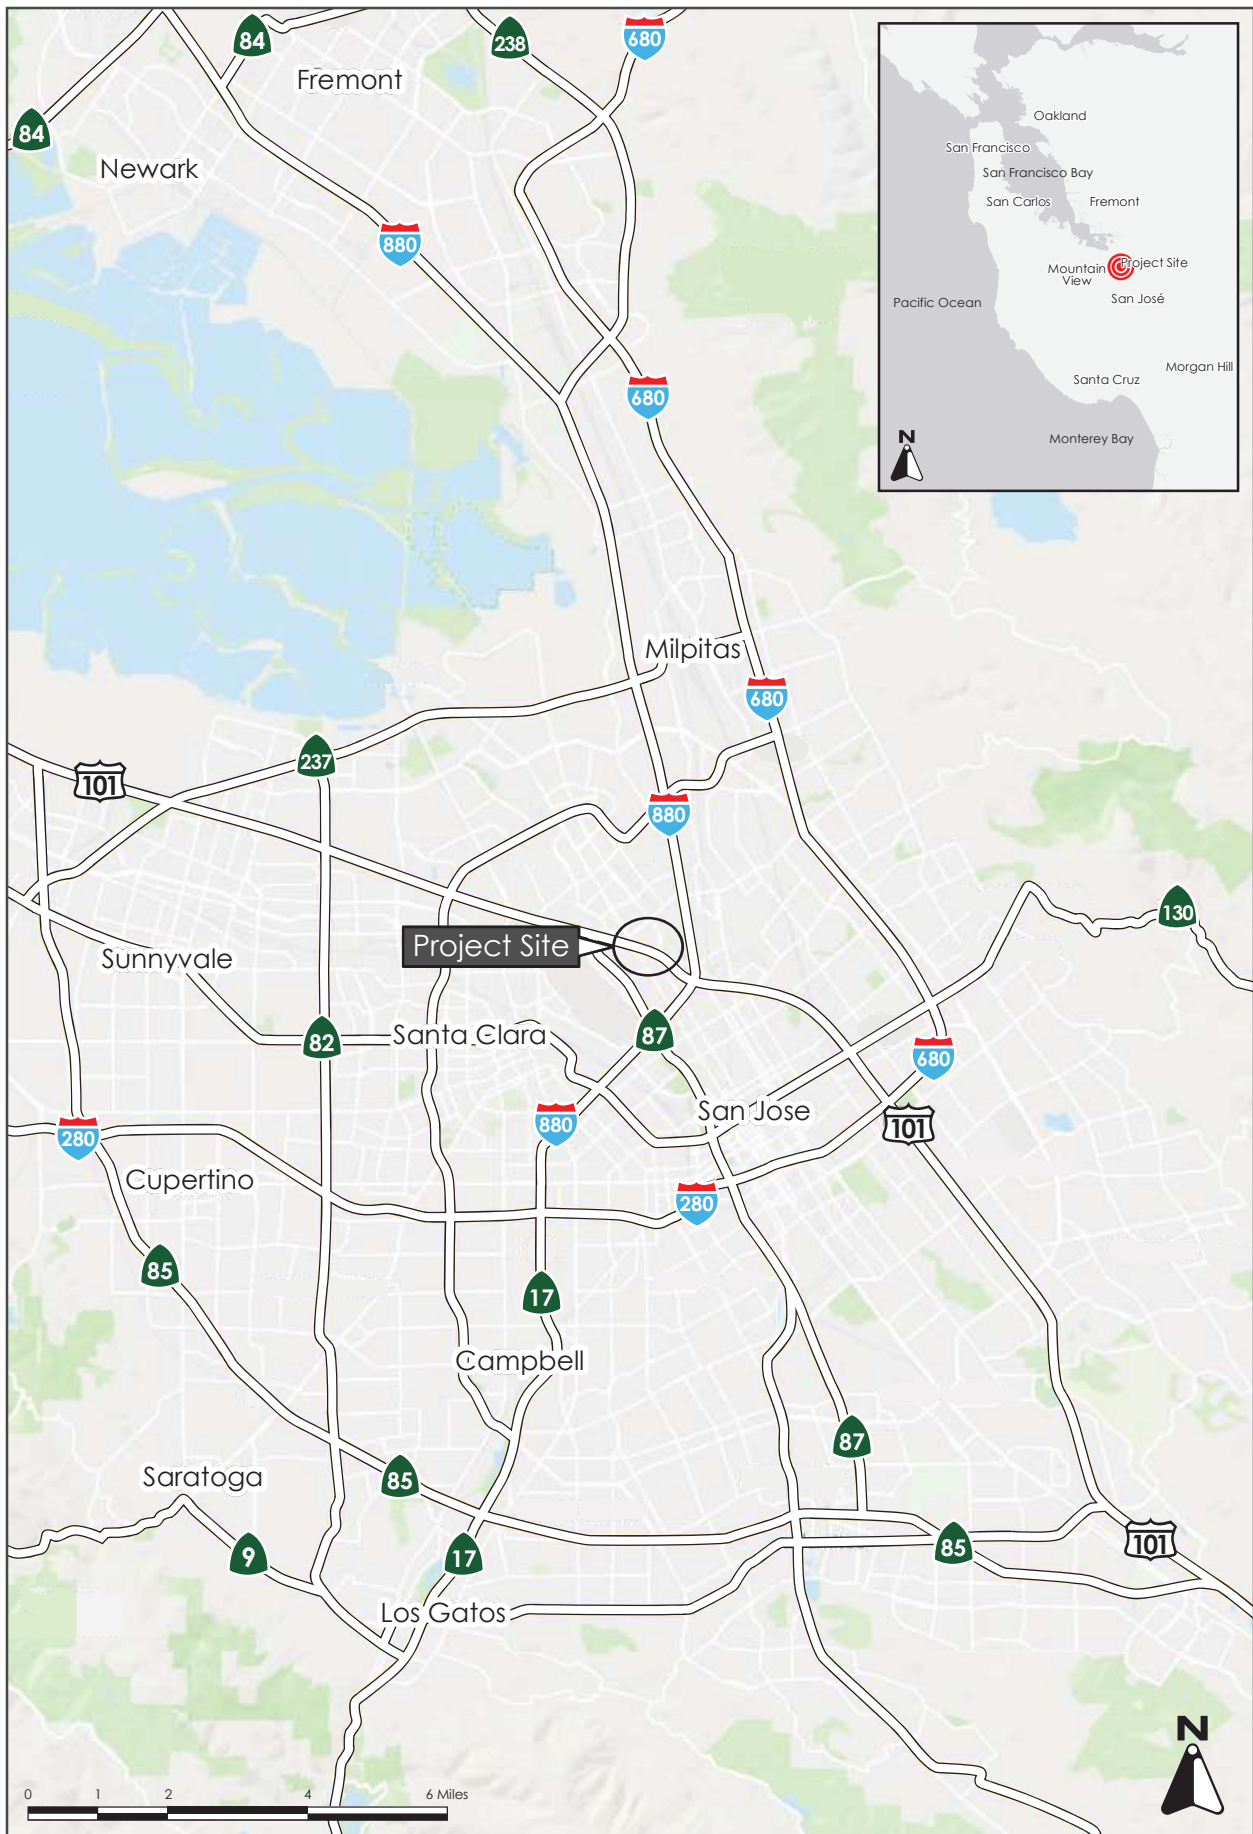 84
238
680
Fremont
84
Newark
880
680
Oakland
San Francisco
San Francisco Bay
San Carlos
Fremont
Mountain
View
Project Site
San José
Pacific Ocean
Morgan Hill
Santa Cruz
Monterey Bay
N
Milpitas
680
237
101
880
130
Project Site
Sunnyvale
82
Santa Clara
87
680
San Jose
880
101
280
Cupertino
280
85
17
Campbell
87
Saratoga
85
9
17
85
101
Los Gatos
N
0 1 2 4 6 Miles